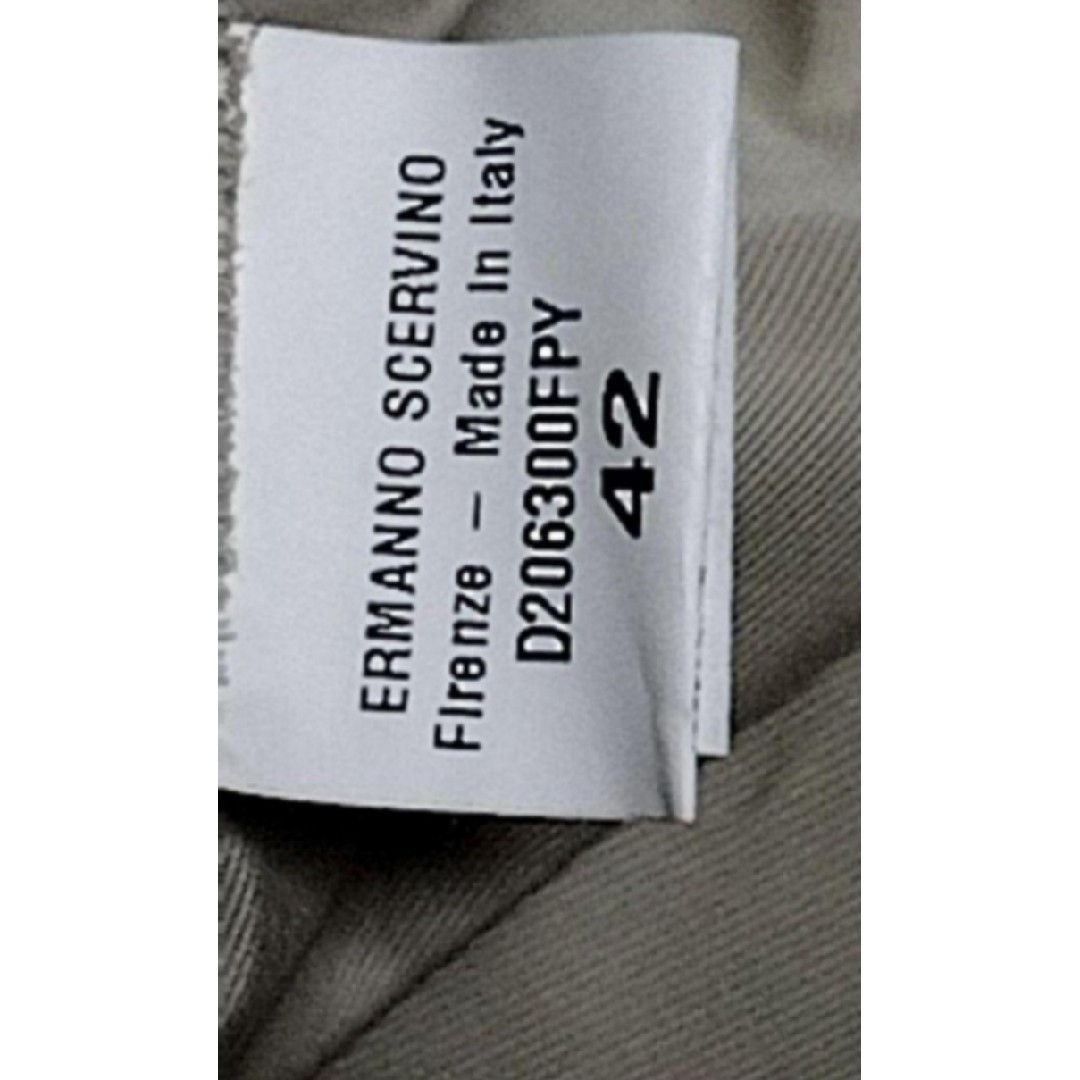 ERMANNO SCERVINO
Firenze - Made In Italy
D206300FPY
42